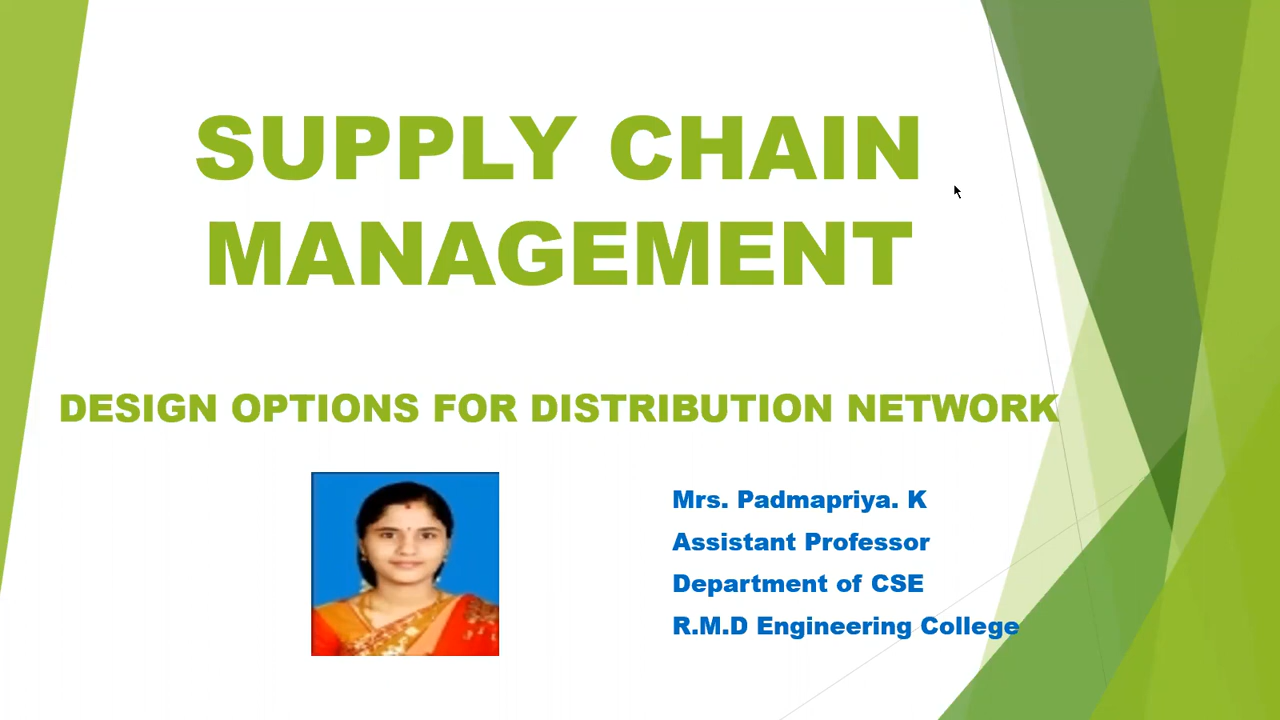 SUPPLY CHAIN
MANAGEMENT
DESIGN OPTIONS FOR DISTRIBUTION NETWORK
Mrs. Padmapriya. K
Assistant Professor
Department of CSE
R.M.D Engineering College